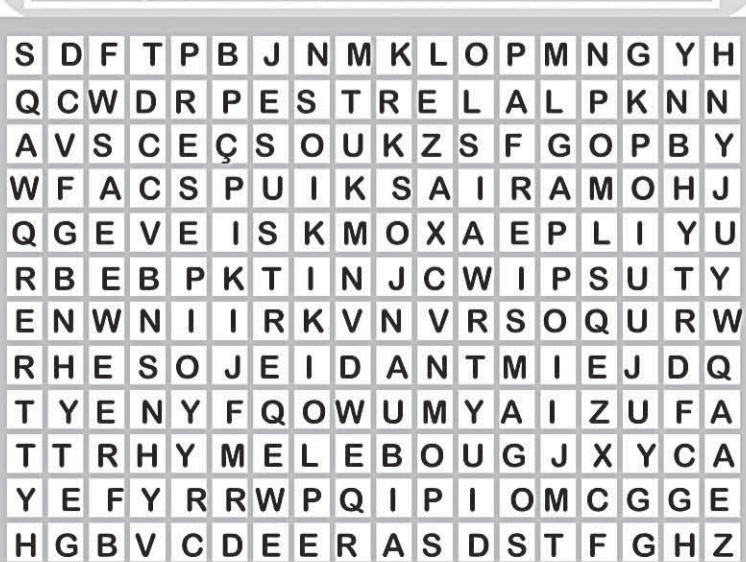 S D F T P B J N M K L O P M N G Y H
Q C W D R P E S T R E L A L P K N N
A V S C E Ç S O U K Z S F G O P B Y
W F A C S P U I K S A I R A M O H J
Q G E V E I S K M O X A E P L I Y U
R B E B P K T I N J C W I P S U T Y
E N W N I I R K V N V R S O Q U R W
R H E S O J E I D A N T M I E J D Q
T Y E N Y F Q O W U M Y A I Z U F A
T T R H Y M E L E B O U G J X Y C A
Y E F Y R R W P Q I P I O M C G G E
H G B V C D E E R A S D S T F G H Z